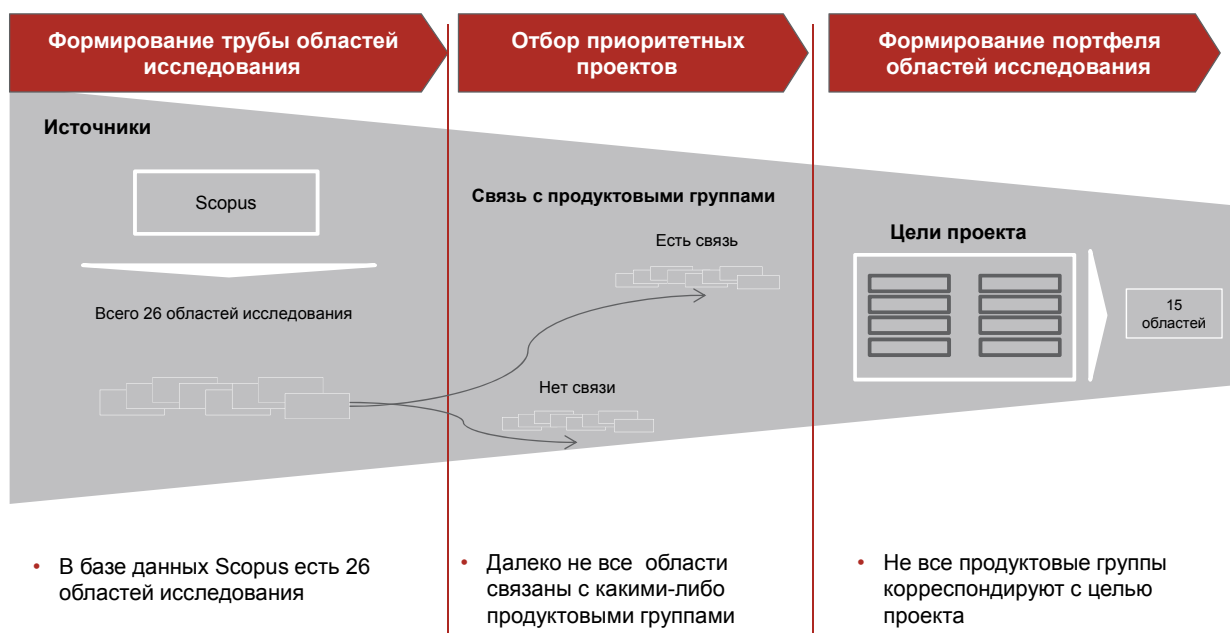 Формирование трубы областей
исследования
Отбор приоритетных
проектов
Формирование портфеля
областей исследования
Источники
Scopus
Всего 26 областей исследования
Связь с продуктовыми группами
Есть связь
Нет связи
Цели проекта
15
областей
• В базе данных Scopus есть 26
областей исследования
• Далеко не все области
связаны с какими-либо
продуктовыми группами
• Не все продуктовые группы
корреспондируют с целью
проекта